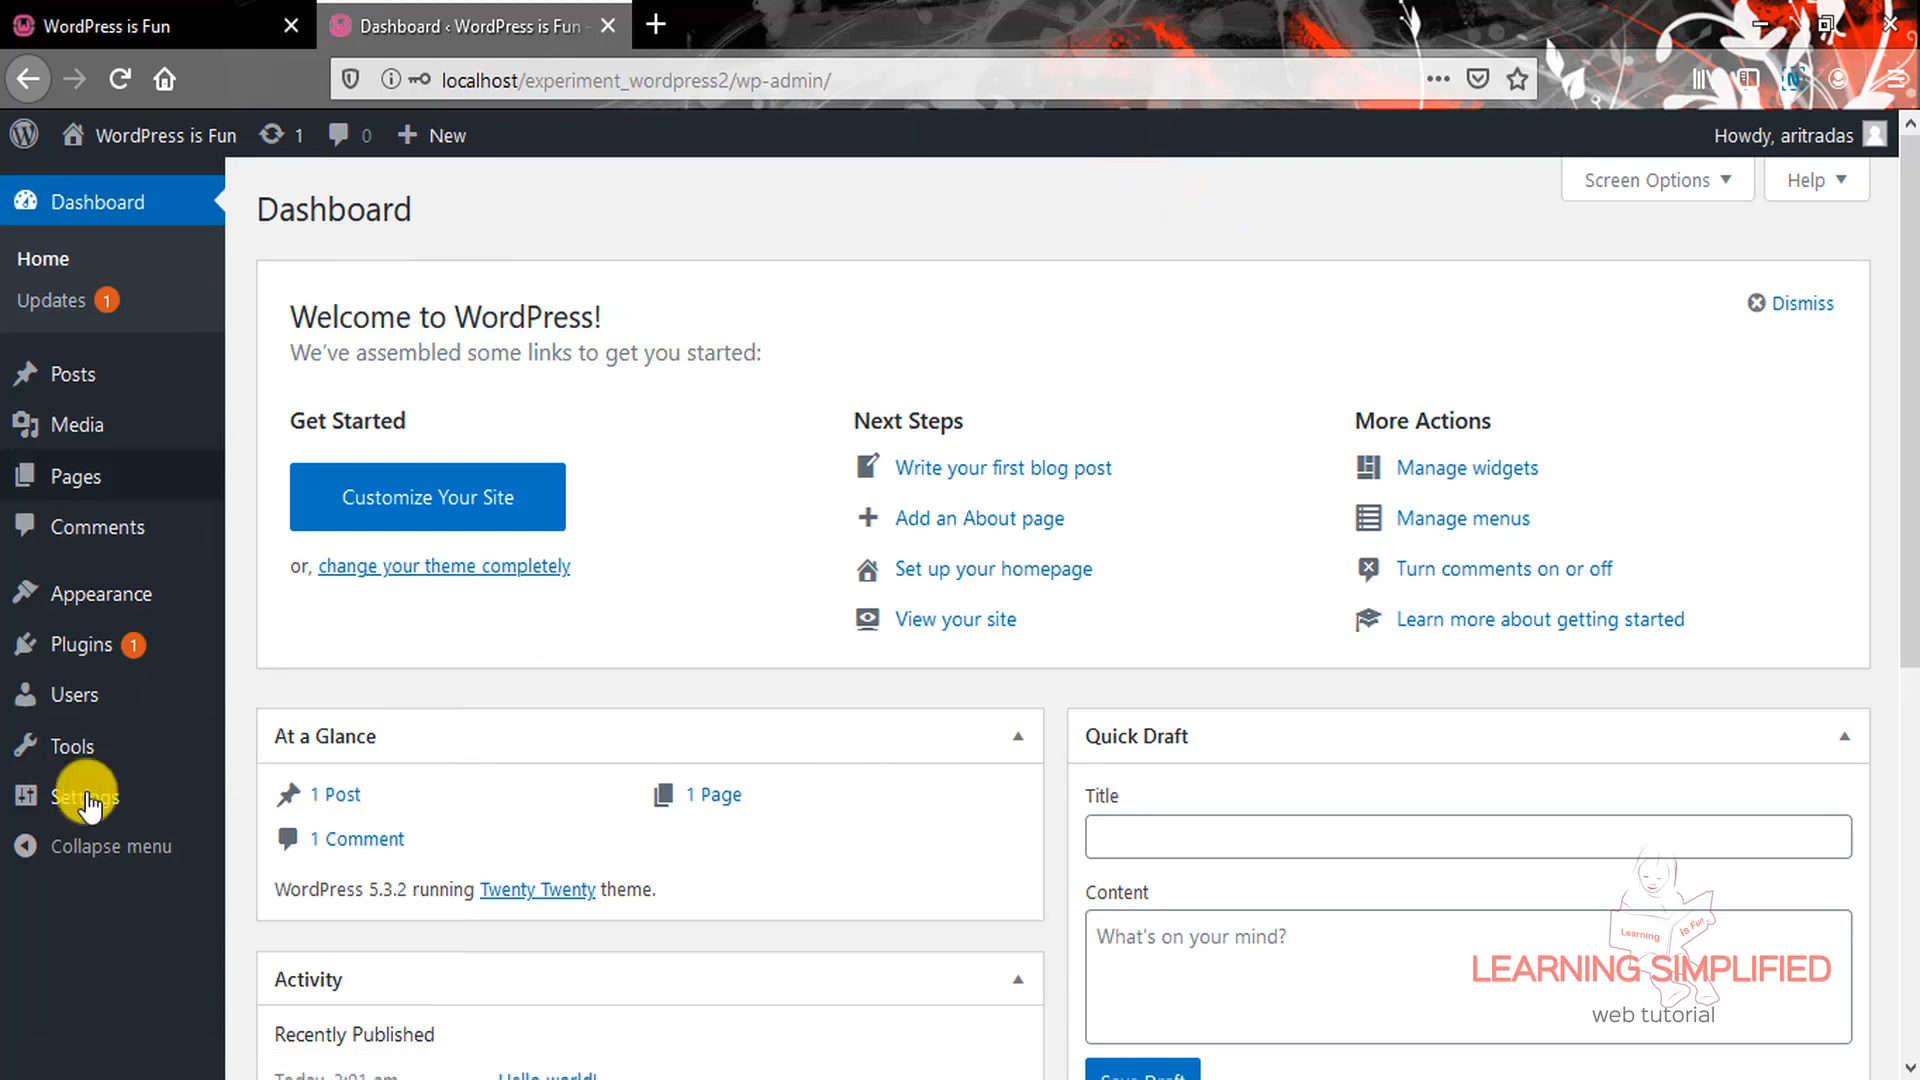 WordPress is Fun
Dashboard ‹ WordPress is Fun -
localhost/experiment_wordpress2/wp-admin/
WordPress is Fun 1 0 New
Howdy, aritradas
Dashboard
Home
Updates 1
Posts
Media
Pages
Comments
Appearance
Plugins 1
Users
Tools
Settings
Collapse menu
Screen Options
Help
Dashboard
Welcome to WordPress!
We've assembled some links to get you started:
Dismiss
Get Started
Customize Your Site
or, change your theme completely
Next Steps
Write your first blog post
Add an About page
Set up your homepage
View your site
More Actions
Manage widgets
Manage menus
Turn comments on or off
Learn more about getting started
At a Glance
1 Post
1 Page
1 Comment
WordPress 5.3.2 running Twenty Twenty theme.
Activity
Recently Published
Today, 2:01 am Hello world!
Quick Draft
Title
Content
What's on your mind?
Save Draft
Learning is Fun
LEARNING SIMPLIFIED
web tutorial